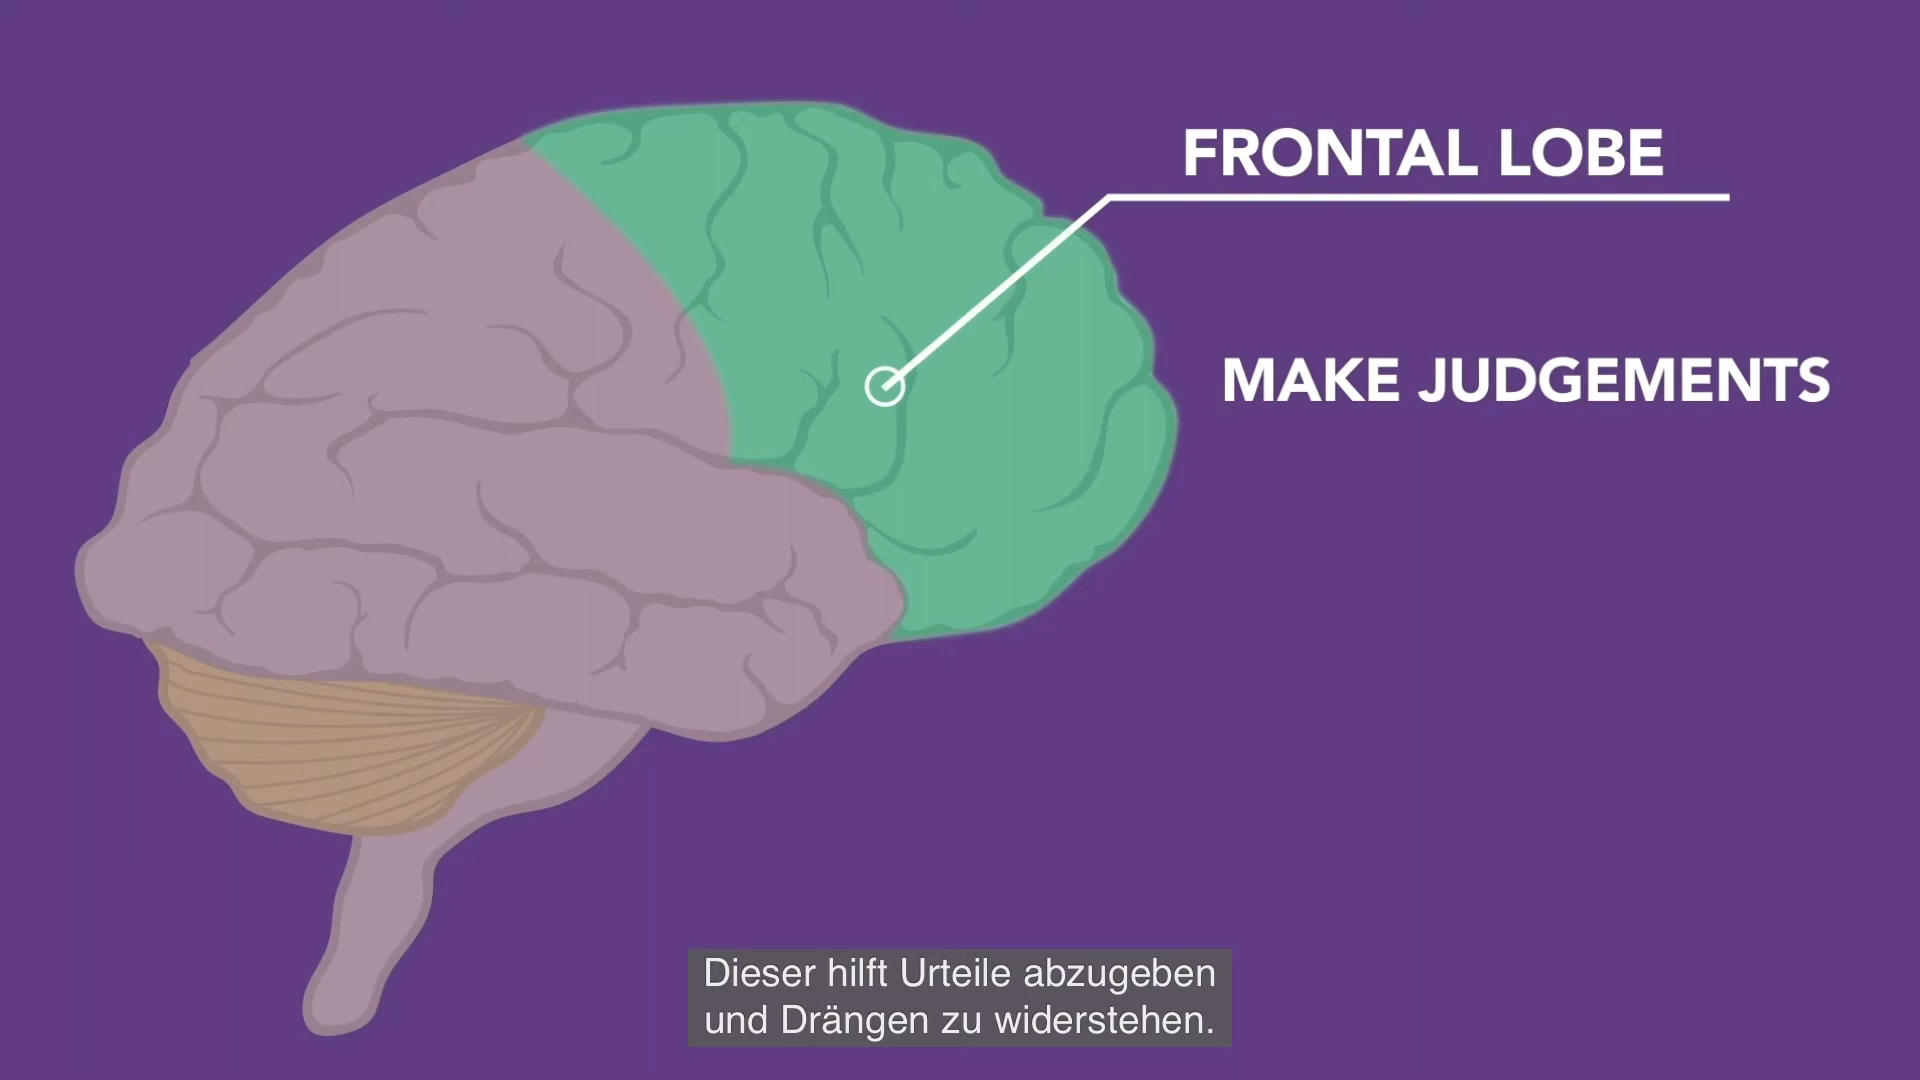 FRONTAL LOBE
MAKE JUDGEMENTS
Dieser hilft Urteile abzugeben
und Drängen zu widerstehen.